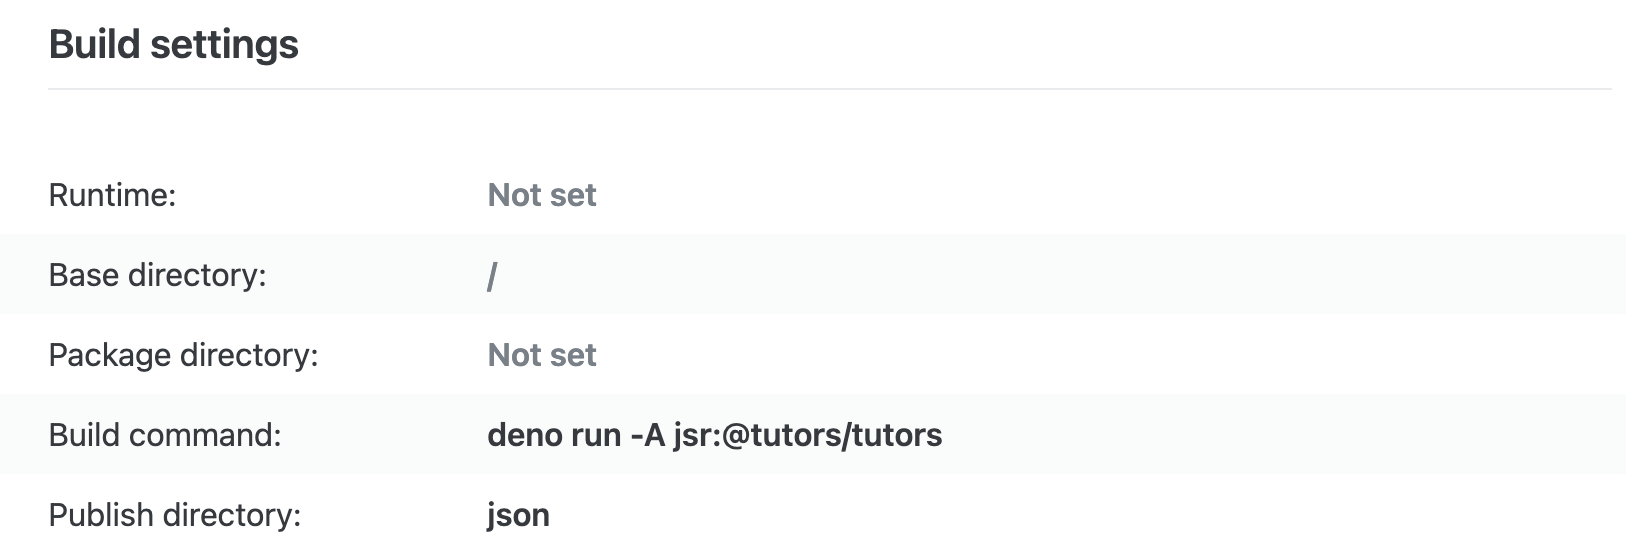 Build settings
Runtime: Not set
Base directory: /
Package directory: Not set
Build command: deno run -A jsr:@tutors/tutors
Publish directory: json